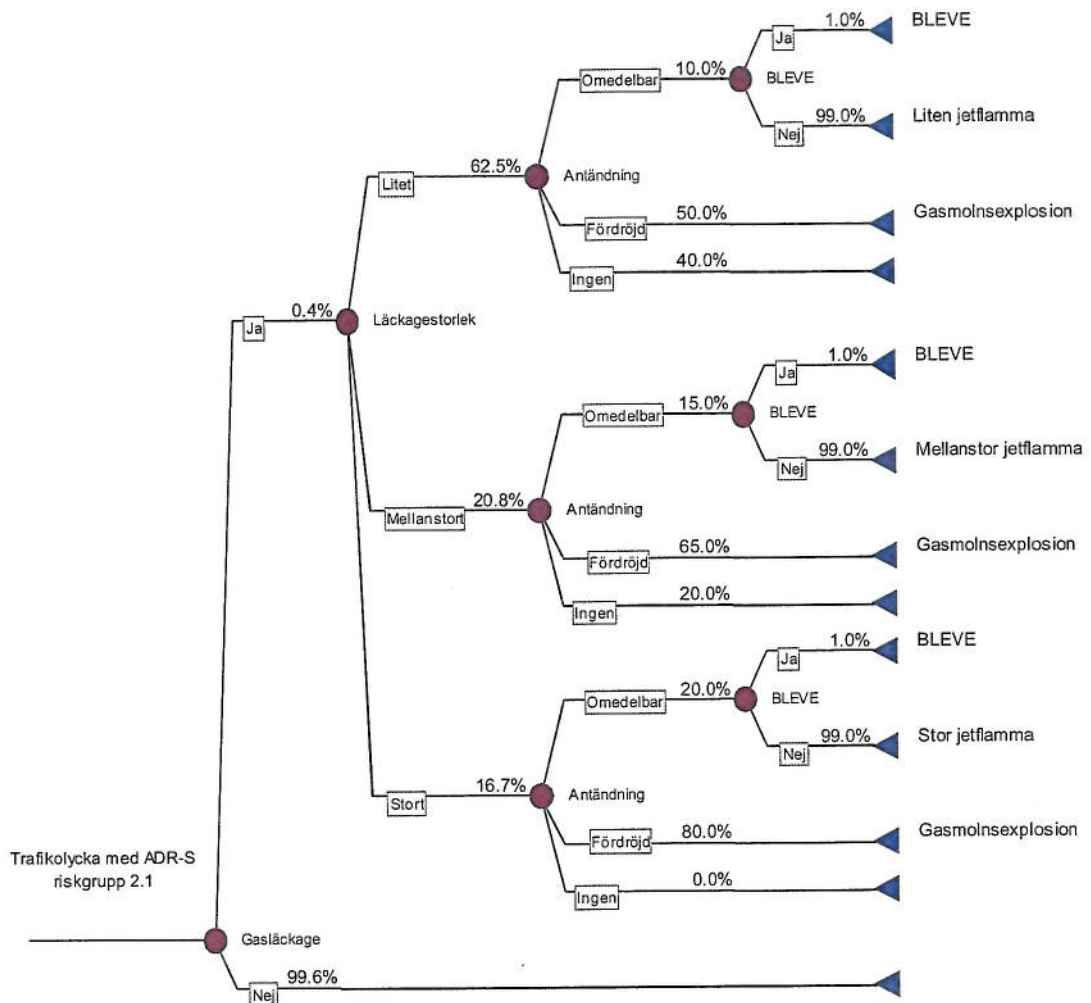 1.0%
BLEVE
Ja
Omedelbar
10.0%
BLEVE
Nej
99.0%
Liten jetflamma
Litet
62.5%
Antändning
Fördröjd
50.0%
Gasmolnsexplosion
Ingen
40.0%
Ja
0.4%
Läckagestorlek
1.0%
BLEVE
Ja
Omedelbar
15.0%
BLEVE
Nej
99.0%
Mellanstor jetflamma
Mellanstort
20.8%
Antändning
Fördröjd
65.0%
Gasmolnsexplosion
Ingen
20.0%
1.0%
BLEVE
Ja
Omedelbar
20.0%
BLEVE
Nej
99.0%
Stor jetflamma
Stort
16.7%
Antändning
Fördröjd
80.0%
Gasmolnsexplosion
Ingen
0.0%
Trafikolycka med ADR-S
riskgrupp 2.1
Gasläckage
Nej
99.6%